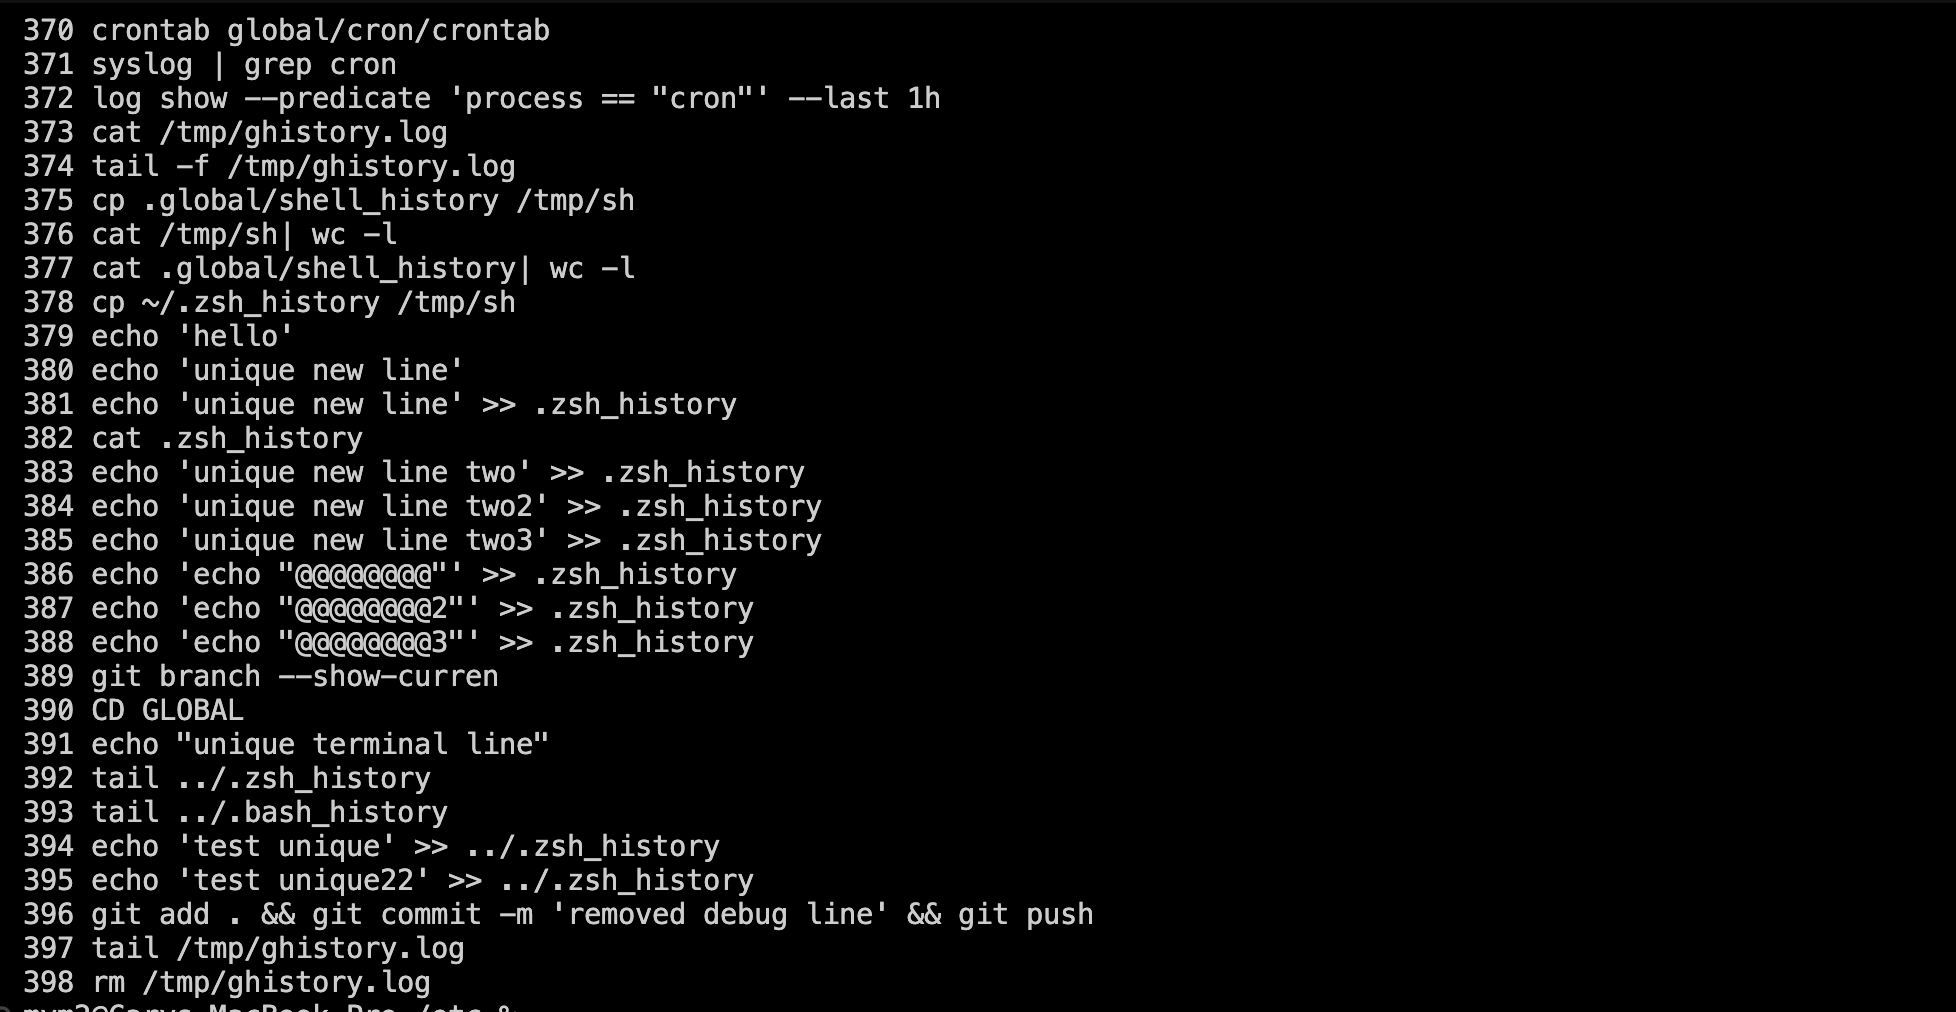 370 crontab global/cron/crontab
371 syslog | grep cron
372 log show --predicate 'process == "cron"' --last 1h
373 cat /tmp/ghistory.log
374 tail -f /tmp/ghistory.log
375 cp .global/shell_history /tmp/sh
376 cat /tmp/sh| wc -l
377 cat .global/shell_history| wc -l
378 cp ~/.zsh_history /tmp/sh
379 echo 'hello'
380 echo 'unique new line'
381 echo 'unique new line' >> .zsh_history
382 cat .zsh_history
383 echo 'unique new line two' >> .zsh_history
384 echo 'unique new line two2' >> .zsh_history
385 echo 'unique new line two3' >> .zsh_history
386 echo 'echo "@@@@@@@@"' >> .zsh_history
387 echo 'echo "@@@@@@@@2"' >> .zsh_history
388 echo 'echo "@@@@@@@@3"' >> .zsh_history
389 git branch --show-curren
390 CD GLOBAL
391 echo "unique terminal line"
392 tail ../.zsh_history
393 tail ../.bash_history
394 echo 'test unique' >> ../.zsh_history
395 echo 'test unique22' >> ../.zsh_history
396 git add . && git commit -m 'removed debug line' && git push
397 tail /tmp/ghistory.log
398 rm /tmp/ghistory.log